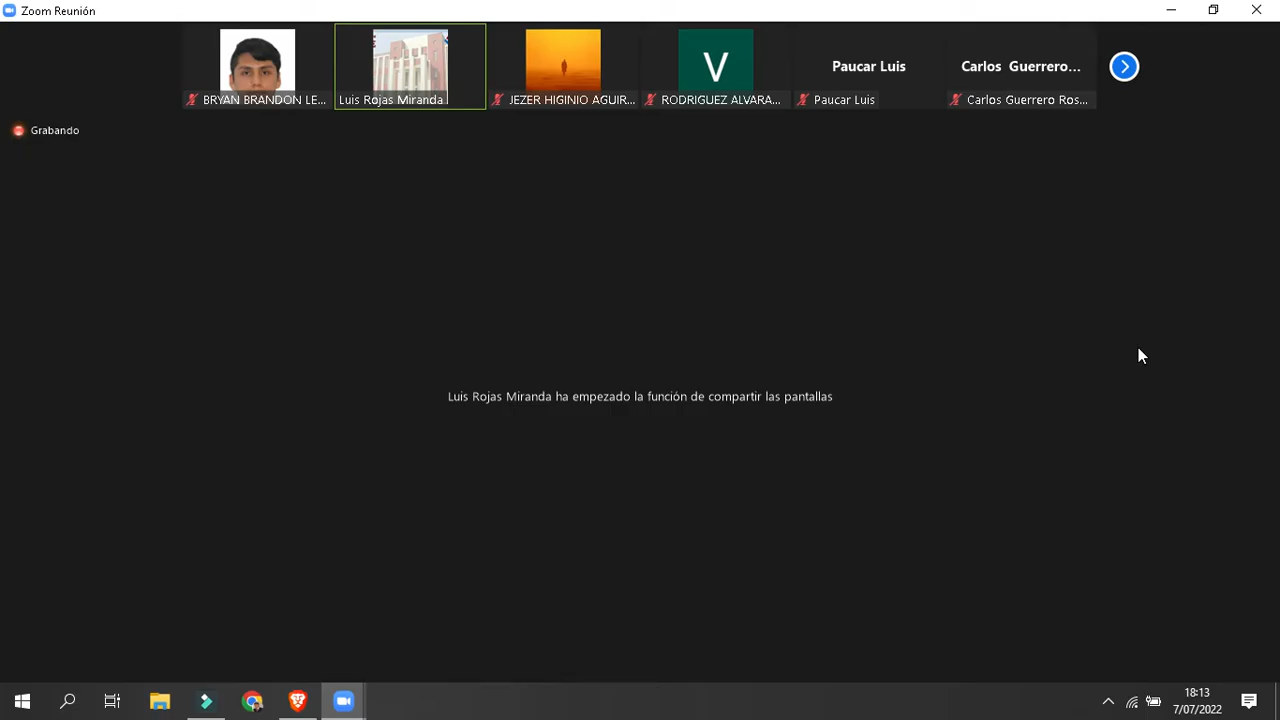 Zoom Reunión
Paucar Luis
Carlos Guerrero...
BRYAN BRANDON LE...
Luis Rojas Miranda
JEZER HIGINIO AGUIR...
V
RODRIGUEZ ALVARA...
Paucar Luis
Carlos Guerrero Ros...
Grabando
Luis Rojas Miranda ha empezado la función de compartir las pantallas
18:13
7/07/2022